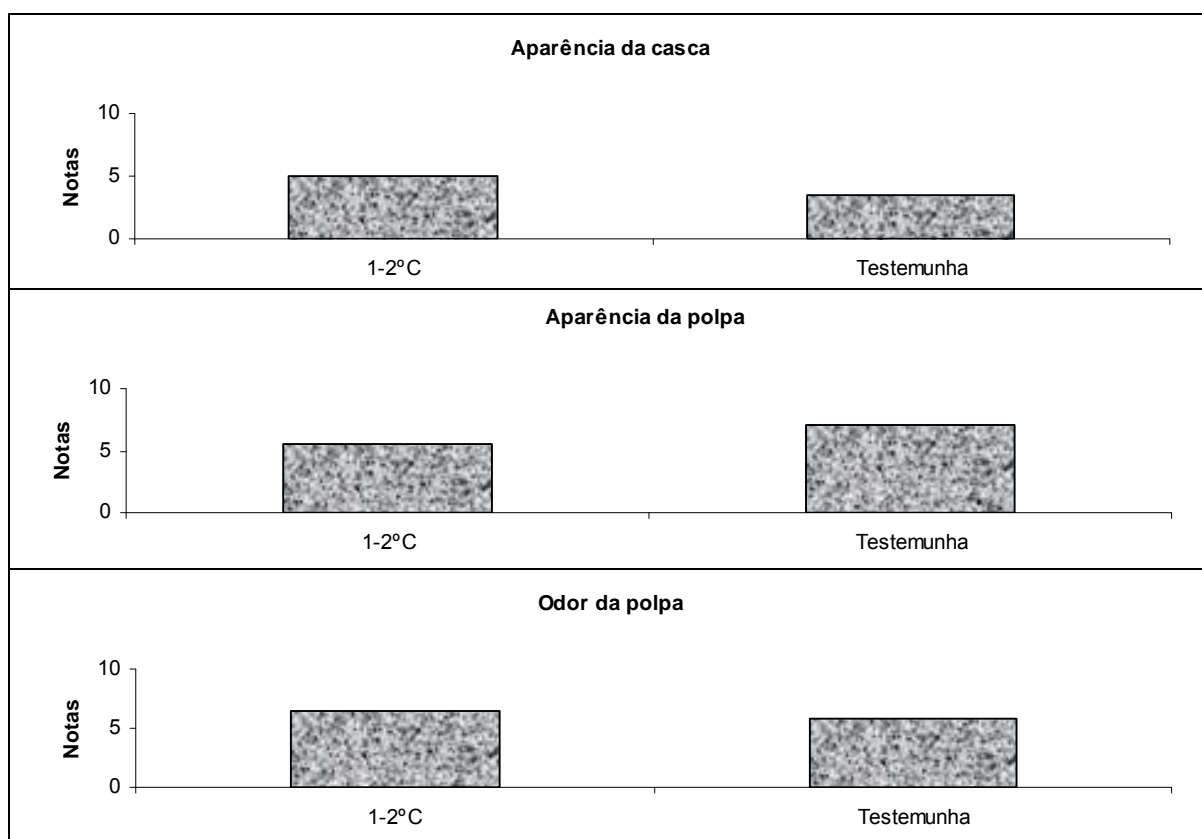 Aparência da casca
10
5
0
Notas
1-2ºC
Testemunha
Aparência da polpa
10
5
0
Notas
1-2ºC
Testemunha
Odor da polpa
10
5
0
Notas
1-2ºC
Testemunha